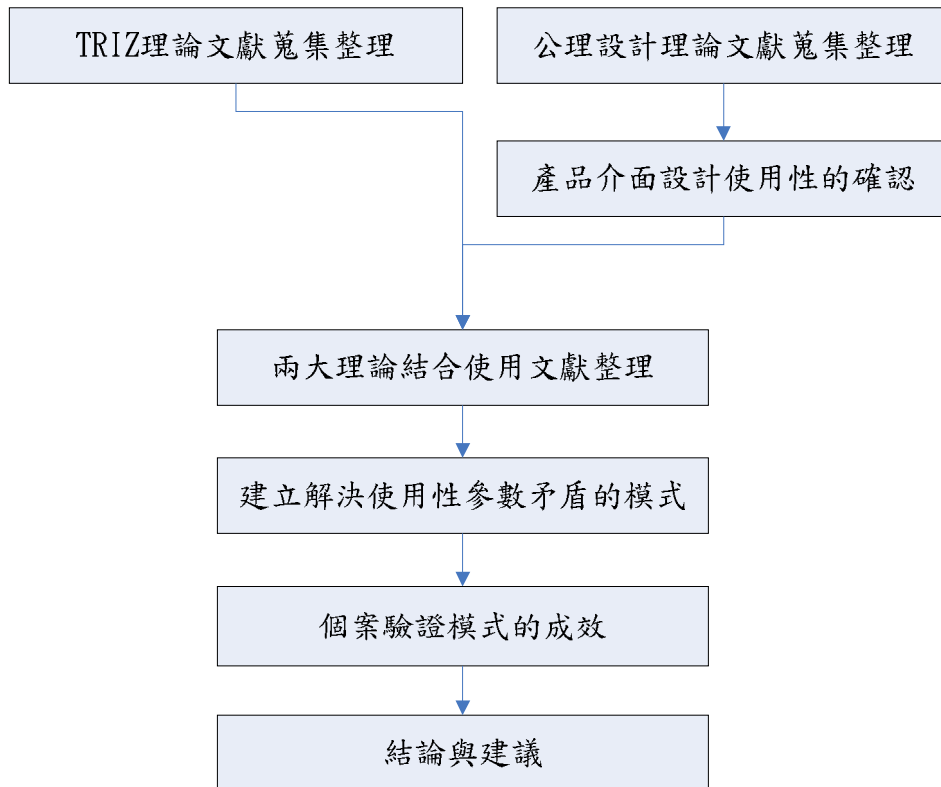 TRIZ理論文獻蒐集整理
公理設計理論文獻蒐集整理
產品介面設計使用性的確認
兩大理論結合使用文獻整理
建立解決使用性參數矛盾的模式
個案驗證模式的成效
結論與建議